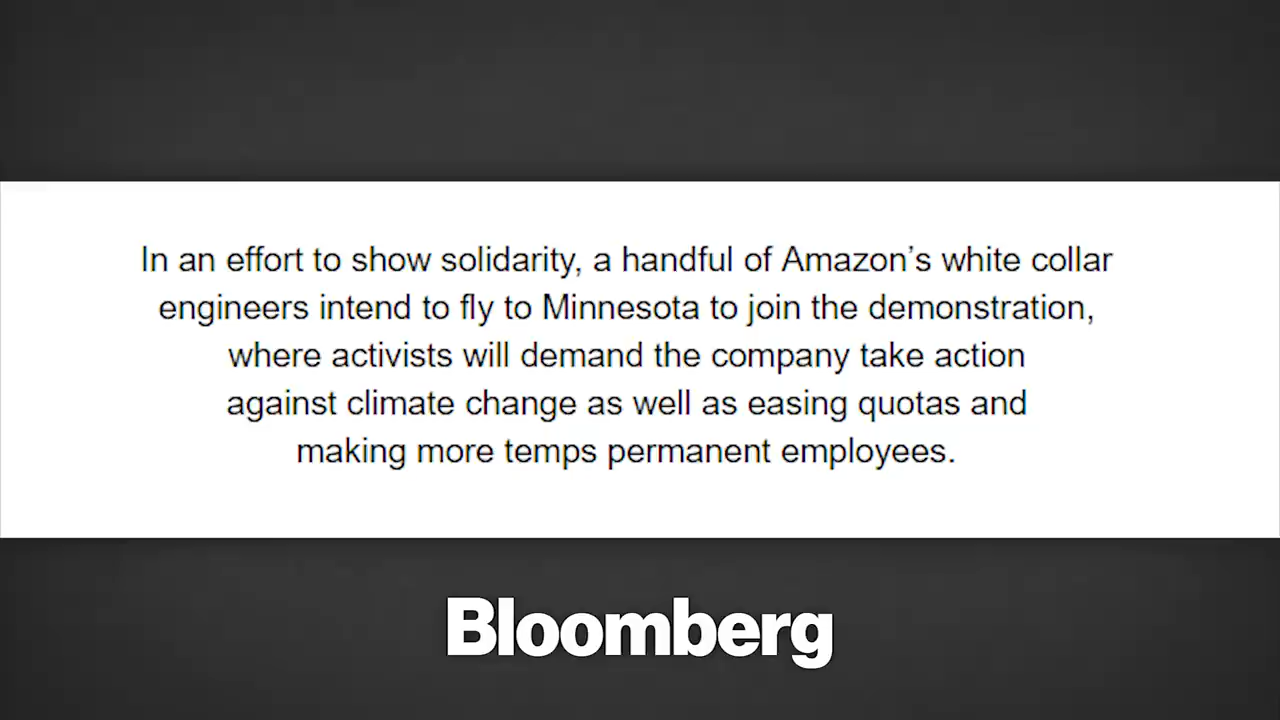 In an effort to show solidarity, a handful of Amazon’s white collar
engineers intend to fly to Minnesota to join the demonstration,
where activists will demand the company take action
against climate change as well as easing quotas and
making more temps permanent employees.
Bloomberg